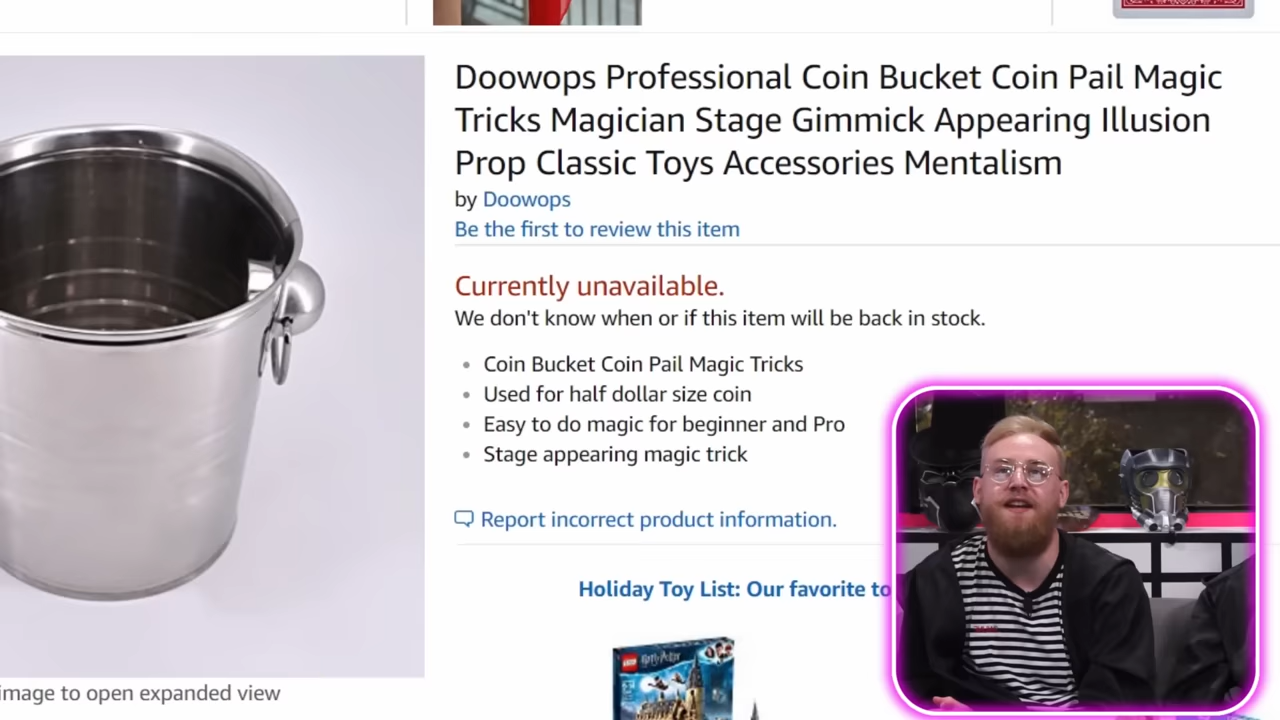 Doowops Professional Coin Bucket Coin Pail Magic
Tricks Magician Stage Gimmick Appearing Illusion
Prop Classic Toys Accessories Mentalism
by Doowops
Be the first to review this item
Currently unavailable.
We don't know when or if this item will be back in stock.
Coin Bucket Coin Pail Magic Tricks
Used for half dollar size coin
Easy to do magic for beginner and Pro
Stage appearing magic trick
Report incorrect product information.
Holiday Toy List: Our favorite to
LEGO Harry Potter
image to open expanded view